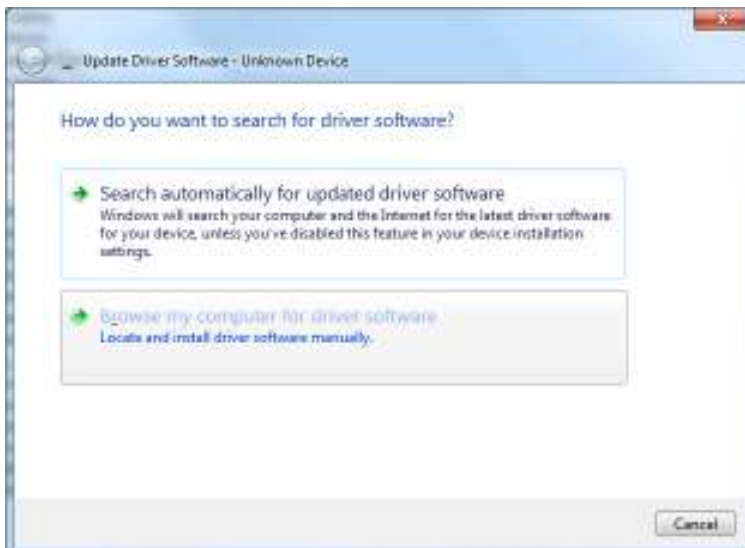 Update Driver Software - Unknown Device
How do you want to search for driver software?
Search automatically for updated driver software
Windows will search your computer and the Internet for the latest driver software
for your device, unless you've disabled this feature in your device installation
settings.
Browse my computer for driver software
Locate and install driver software manually.
Cancel